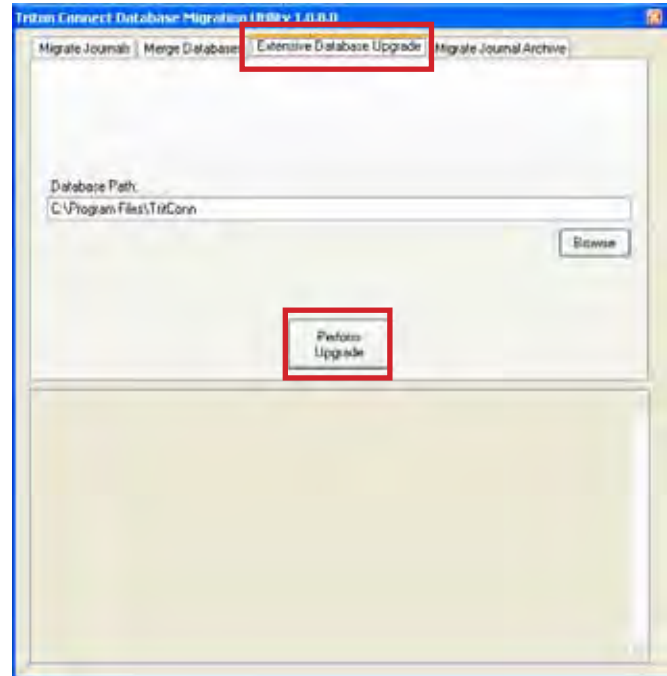 Triton Connect Database Migration Utility 1.0.0.0
Migrate Journals
Merge Databases
Extensive Database Upgrade
Migrate Journal Archive
Database Path:
C:\Program Files\TritConn
Browse
Perform
Upgrade